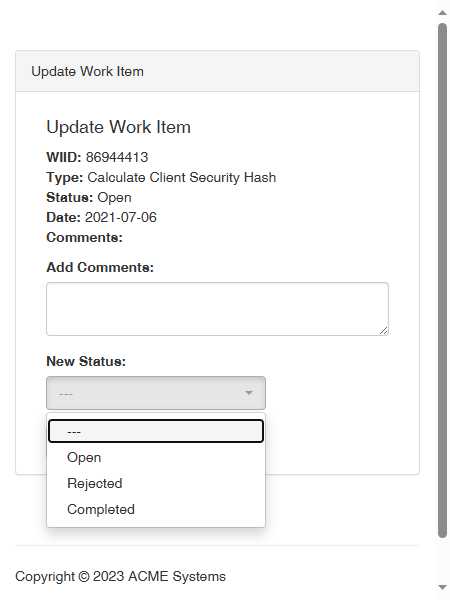 Update Work Item
Update Work Item
WIID: 86944413
Type: Calculate Client Security Hash
Status: Open
Date: 2021-07-06
Comments:
Add Comments:
New Status:
---
---
Open
Rejected
Completed
Copyright © 2023 ACME Systems